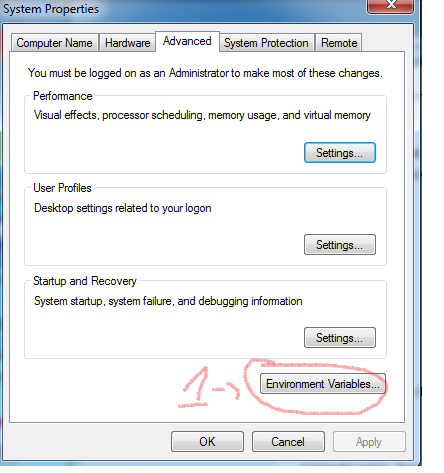 System Properties
Computer Name Hardware Advanced System Protection Remote
You must be logged on as an Administrator to make most of these changes.
Performance
Visual effects, processor scheduling, memory usage, and virtual memory
Settings...
User Profiles
Desktop settings related to your logon
Settings...
Startup and Recovery
System startup, system failure, and debugging information
Settings...
1-> Environment Variables...
OK Cancel Apply